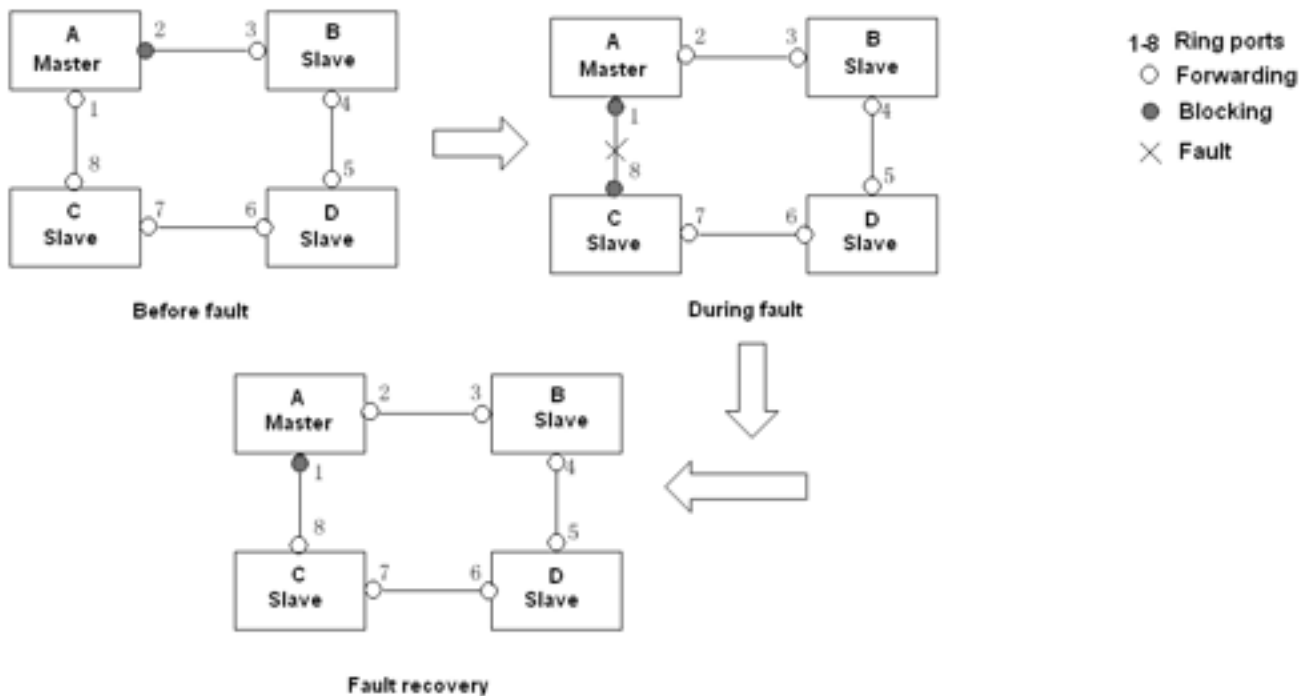 A
Master
2
3
B
Slave
1
4
8
5
C
Slave
7
6
D
Slave
Before fault
A
Master
2
3
B
Slave
1
4
8
5
C
Slave
7
6
D
Slave
During fault
1-8 Ring ports
Forwarding
Blocking
Fault
A
Master
2
3
B
Slave
1
4
8
5
C
Slave
7
6
D
Slave
Fault recovery